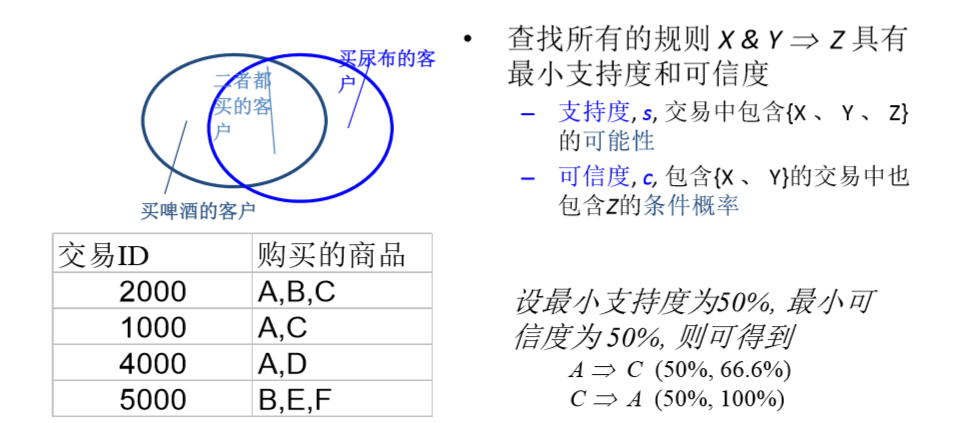 买尿布的客
户
二者都
买的客
户
买啤酒的客户
交易ID 购买的商品
2000 A,B,C
1000 A,C
4000 A,D
5000 B,E,F
• 查找所有的规则 X & Y ⇒ Z 具有
最小支持度和可信度
– 支持度, s, 交易中包含{X 、 Y 、 Z}
的可能性
– 可信度, c, 包含{X 、 Y}的交易中也
包含Z的条件概率
设最小支持度为50%, 最小可
信度为 50%, 则可得到
A ⇒ C (50%, 66.6%)
C ⇒ A (50%, 100%)